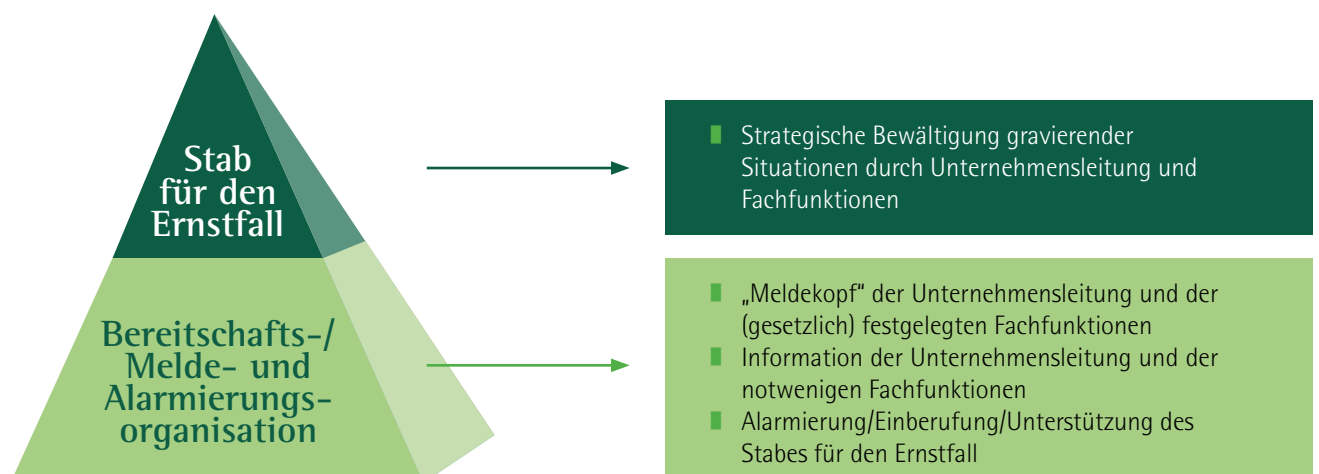 Stab
für den
Ernstfall
Strategische Bewältigung gravierender
Situationen durch Unternehmensleitung und
Fachfunktionen
Bereitschafts-/
Melde- und
Alarmierungs-
organisation
„Meldekopf“ der Unternehmensleitung und der
(gesetzlich) festgelegten Fachfunktionen
Information der Unternehmensleitung und der
notwenigen Fachfunktionen
Alarmierung/Einberufung/Unterstützung des
Stabes für den Ernstfall